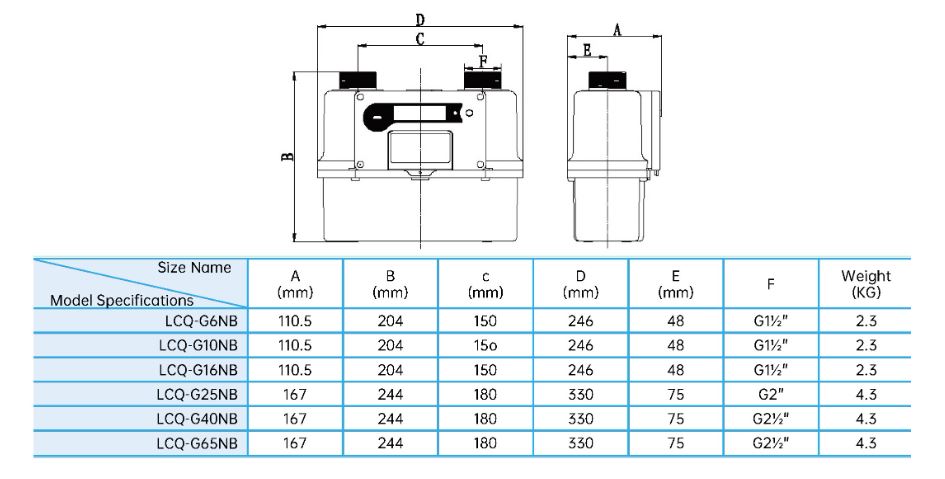 D
C
A
F
E
B
Size Name
Model Specifications
A (mm) B (mm) c (mm) D (mm) E (mm) F Weight (KG)
LCQ-G6NB 110.5 204 150 246 48 G1½" 2.3
LCQ-G10NB 110.5 204 15o 246 48 G1½" 2.3
LCQ-G16NB 110.5 204 150 246 48 G1½" 2.3
LCQ-G25NB 167 244 180 330 75 G2" 4.3
LCQ-G40NB 167 244 180 330 75 G2½" 4.3
LCQ-G65NB 167 244 180 330 75 G2½" 4.3